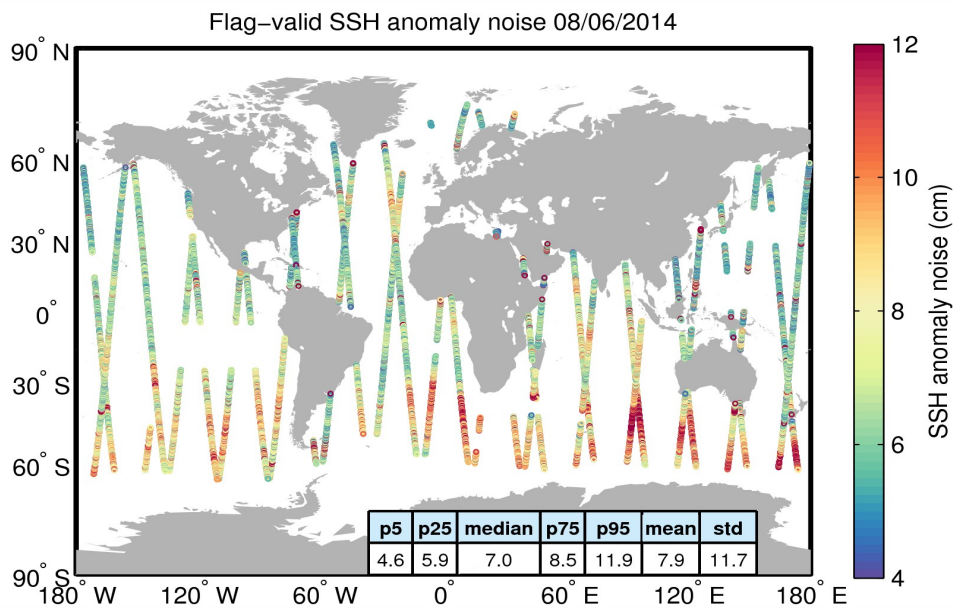 Flag−valid SSH anomaly noise 08/06/2014
90° N
60° N
30° N
0°
30° S
60° S
90° S
180° W
120° W
60° W
0°
60° E
120° E
180° E
12
10
8
6
4
SSH anomaly noise (cm)
p5 p25 median p75 p95 mean std
4.6 5.9 7.0 8.5 11.9 7.9 11.7